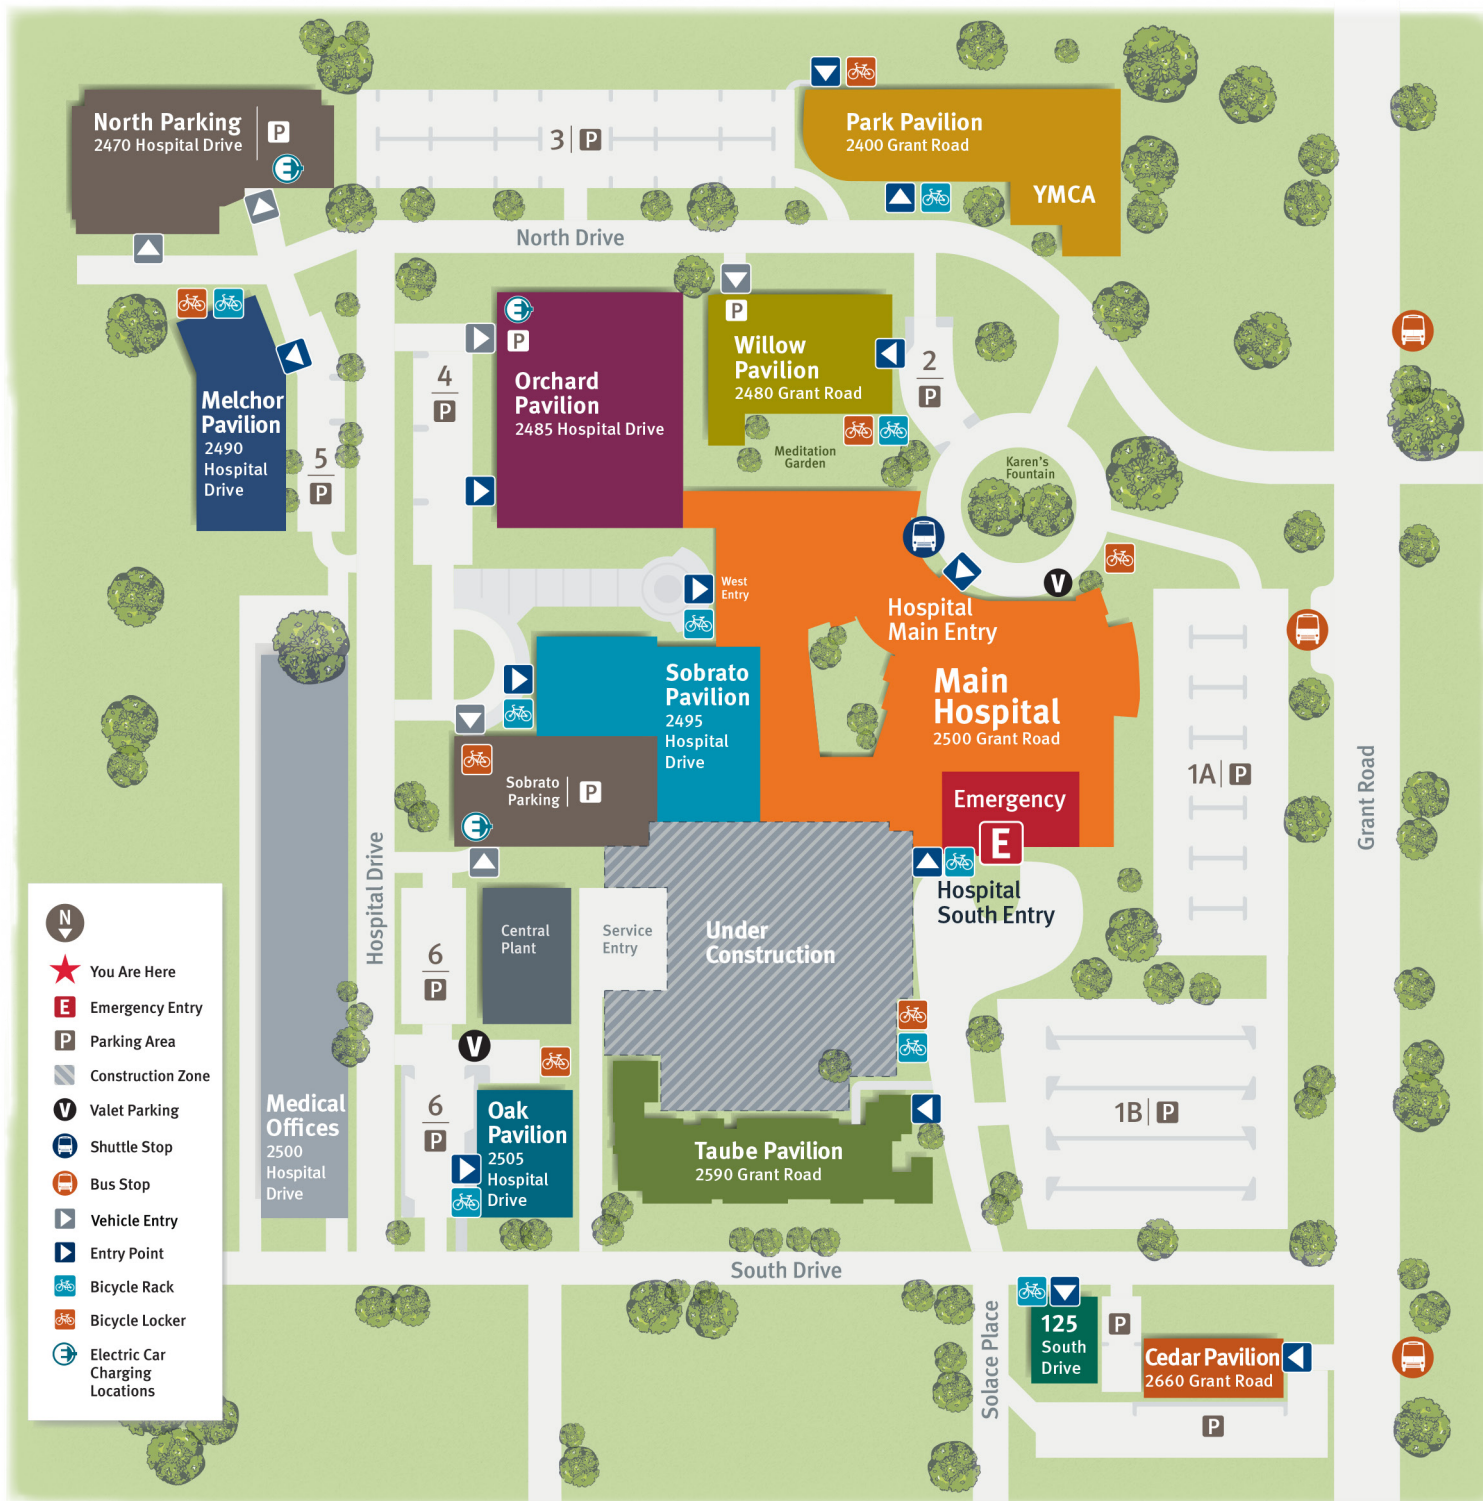 North Parking
2470 Hospital Drive
P
E
3 P
Park Pavilion
2400 Grant Road
YMCA
North Drive
E
P
Orchard
Pavilion
2485 Hospital Drive
P
Willow
Pavilion
2480 Grant Road
2
P
Meditation
Garden
Karen's
Fountain
Melchor
Pavilion
2490
Hospital
Drive
4
P
5
P
West
Entry
V
Hospital
Main Entry
Main
Hospital
2500 Grant Road
Sobrato
Pavilion
2495
Hospital
Drive
Sobrato
Parking
P
E
Emergency
E
Hospital
South Entry
1A P
Grant Road
Hospital Drive
6
P
Central
Plant
Service
Entry
Under
Construction
V
6
P
Oak
Pavilion
2505
Hospital
Drive
Medical
Offices
2500
Hospital
Drive
Taube Pavilion
2590 Grant Road
1B P
South Drive
Solace Place
125
South
Drive
P
Cedar Pavilion
2660 Grant Road
P
N
You Are Here
E Emergency Entry
P Parking Area
Construction Zone
V Valet Parking
Shuttle Stop
Bus Stop
Vehicle Entry
Entry Point
Bicycle Rack
Bicycle Locker
E Electric Car
Charging
Locations